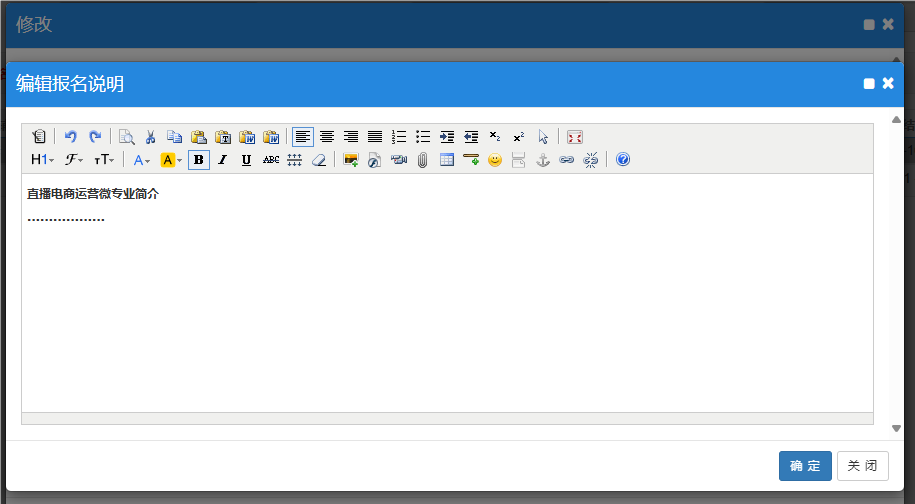 修改
编辑报名说明
H1 F тT
A A B I U ABC
直播电商运营微专业简介
..................
确 定 关 闭